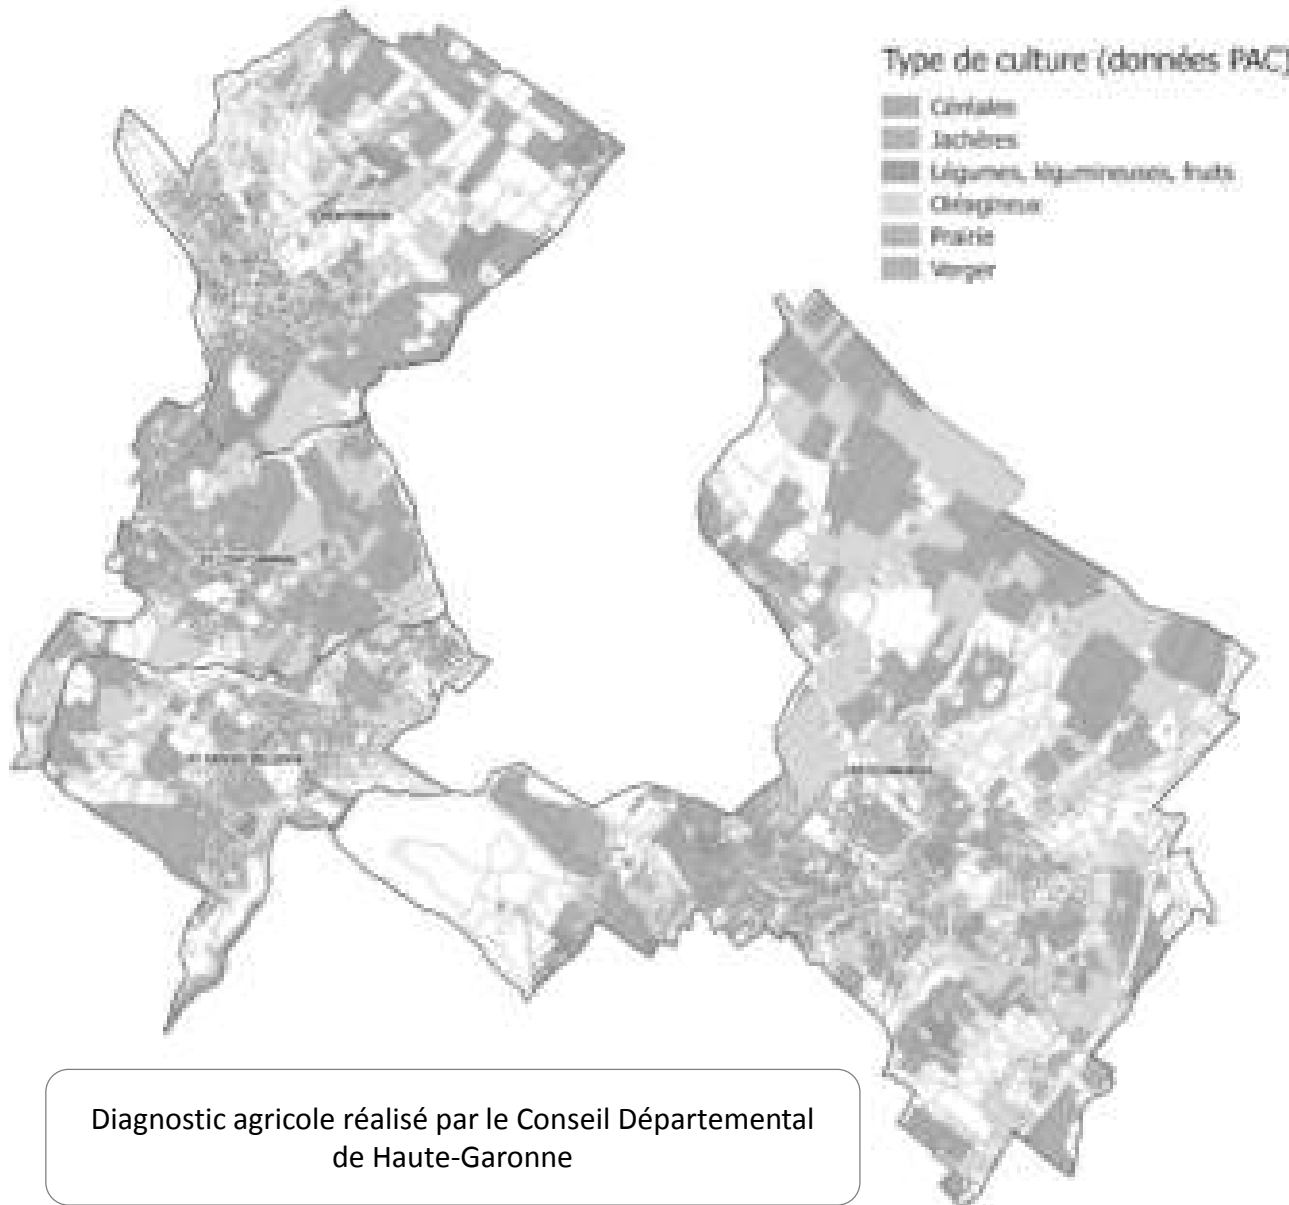 Type de culture (données PAC)
Céréales
Jachères
Légumes, légumineuses, fruits
Oléagineux
Prairie
Verger
Diagnostic agricole réalisé par le Conseil Départemental
de Haute-Garonne